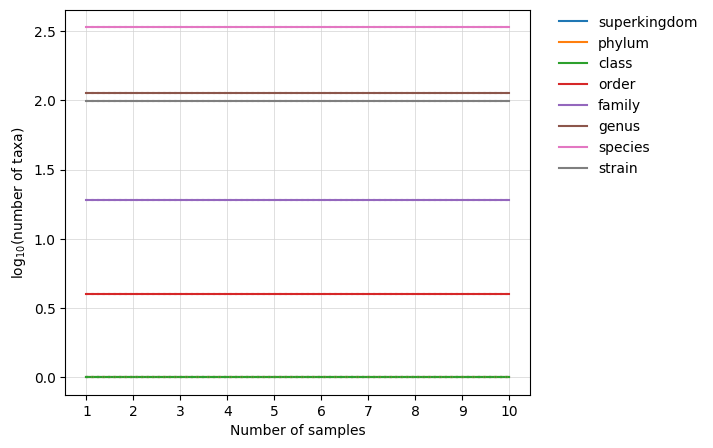 2.5
2.0
1.5
1.0
0.5
0.0
log10(number of taxa)
1 2 3 4 5 6 7 8 9 10
Number of samples
superkingdom
phylum
class
order
family
genus
species
strain